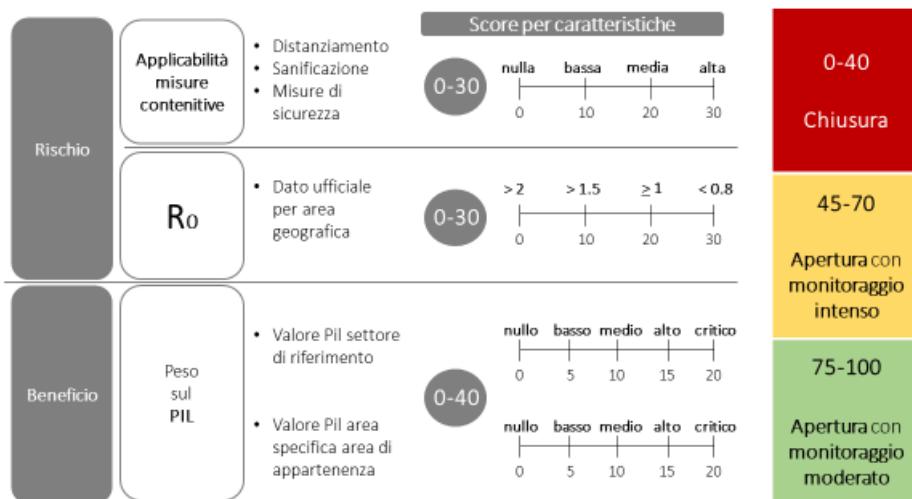 Score per caratteristiche
Rischio
Applicabilità
misure
contenitive
• Distanziamento
• Sanificazione
• Misure di
sicurezza
0-30
nulla bassa media alta
0 10 20 30
R0
• Dato ufficiale
per area
geografica
0-30
> 2 > 1.5 ≥ 1 < 0.8
0 10 20 30
Beneficio
Peso
sul
PIL
• Valore Pil settore
di riferimento
• Valore Pil area
specifica area di
appartenenza
0-40
nullo basso medio alto critico
0 5 10 15 20
nullo basso medio alto critico
0 5 10 15 20
0-40
Chiusura
45-70
Apertura con
monitoraggio
intenso
75-100
Apertura con
monitoraggio
moderato